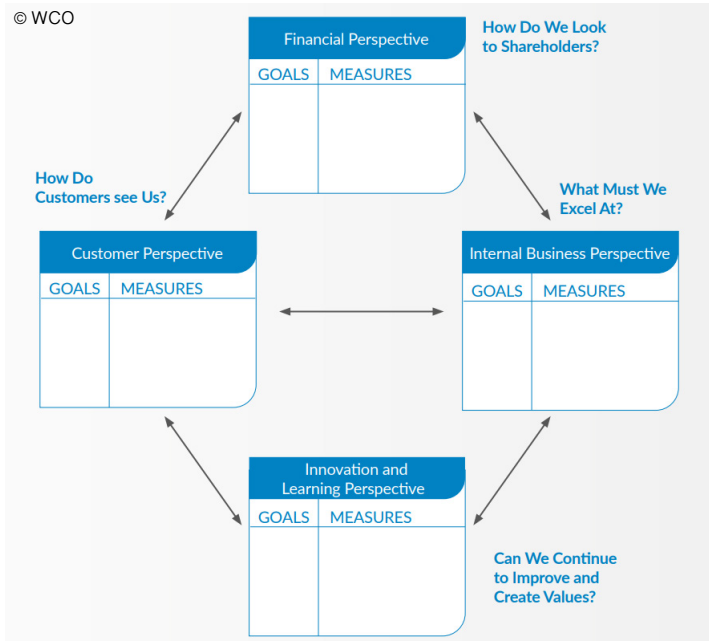 © WCO
Financial Perspective
How Do We Look
to Shareholders?
GOALS MEASURES
How Do
Customers see Us?
What Must We
Excel At?
Customer Perspective
GOALS MEASURES
Internal Business Perspective
GOALS MEASURES
Innovation and
Learning Perspective
GOALS MEASURES
Can We Continue
to Improve and
Create Values?